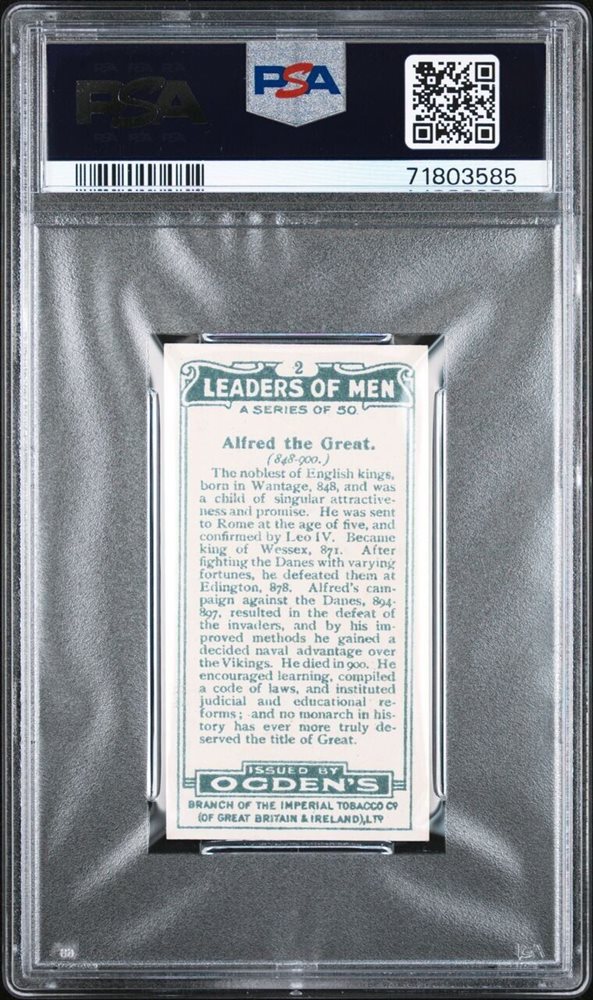 PSA
PSA
71803585
2
LEADERS OF MEN
A SERIES OF 50.
Alfred the Great.
(848-900.)
The noblest of English kings,
born in Wantage, 848, and was
a child of singular attractive-
ness and promise. He was sent
to Rome at the age of five, and
confirmed by Leo IV. Became
king of Wessex, 871. After
fighting the Danes with varying
fortunes, he defeated them at
Edington, 878. Alfred's cam-
paign against the Danes, 894-
897, resulted in the defeat of
the invaders, and by his im-
proved methods he gained a
decided naval advantage over
the Vikings. He died in 900. He
encouraged learning, compiled
a code of laws, and instituted
judicial and educational re-
forms; and no monarch in his-
tory has ever more truly de-
served the title of Great.
ISSUED BY
OGDEN'S
BRANCH OF THE IMPERIAL TOBACCO CO
(OF GREAT BRITAIN & IRELAND), LTD